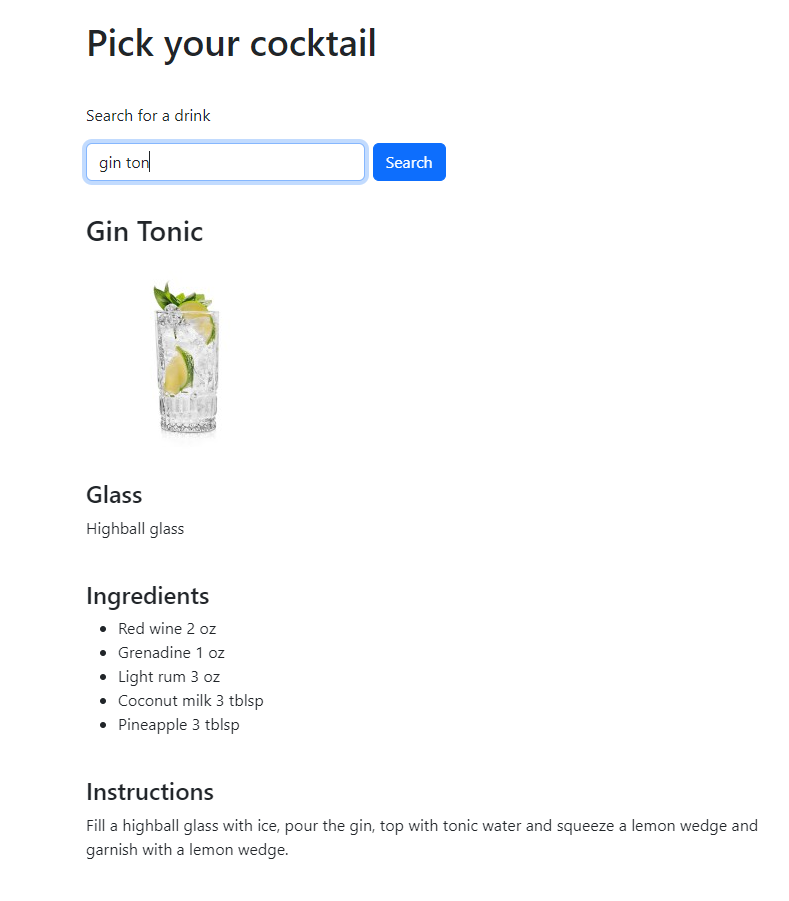 Pick your cocktail
Search for a drink
gin ton
Search
Gin Tonic
Glass
Highball glass
Ingredients
Red wine 2 oz
Grenadine 1 oz
Light rum 3 oz
Coconut milk 3 tblsp
Pineapple 3 tblsp
Instructions
Fill a highball glass with ice, pour the gin, top with tonic water and squeeze a lemon wedge and
garnish with a lemon wedge.